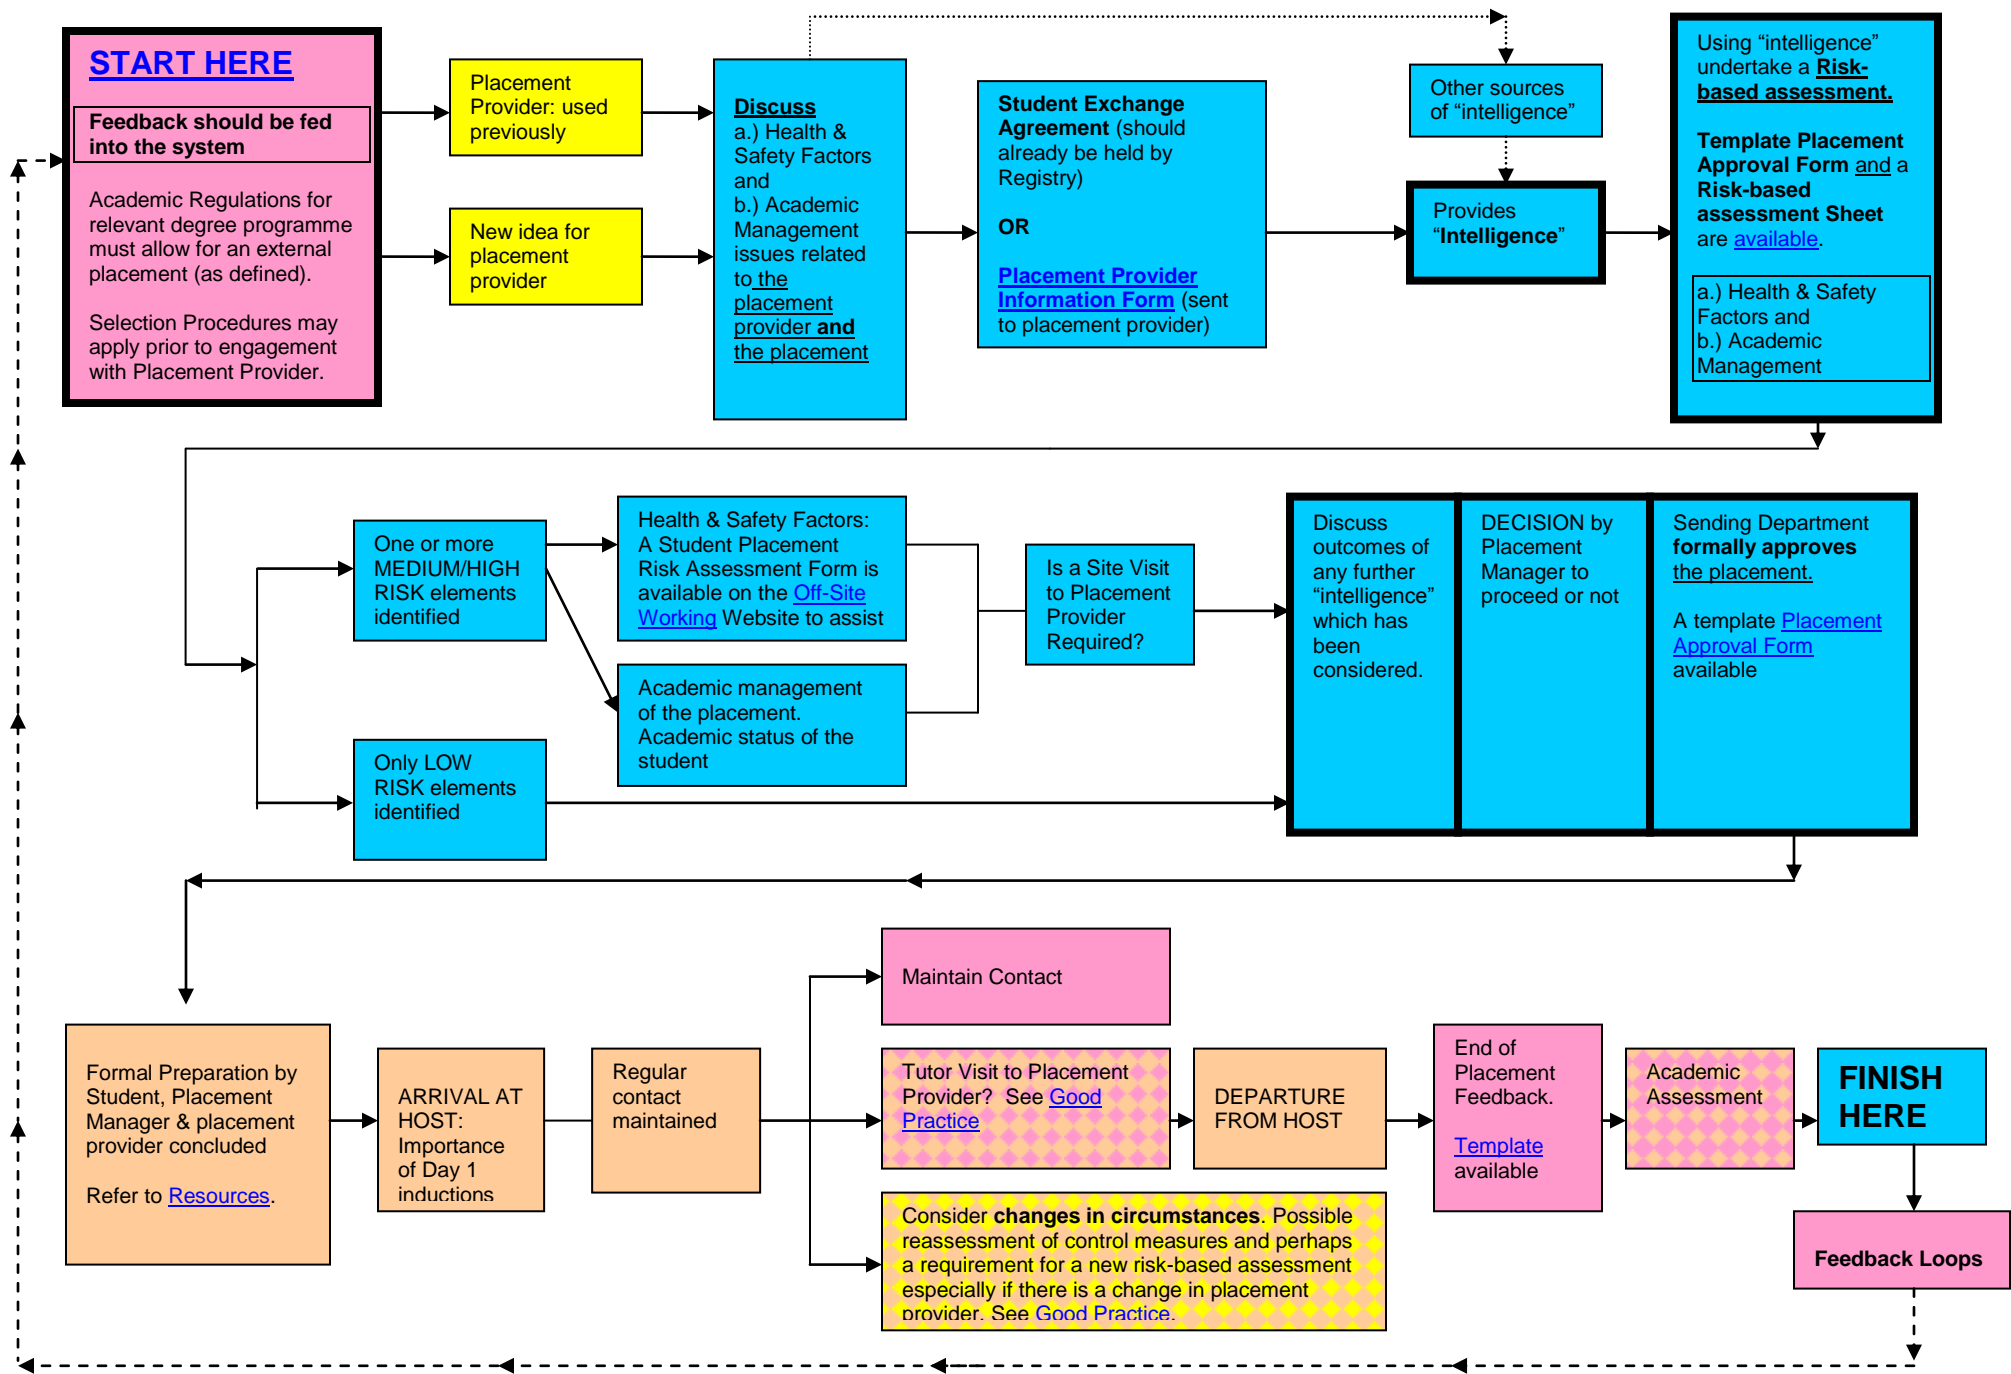 START HERE
Feedback should be fed
into the system
Academic Regulations for
relevant degree programme
must allow for an external
placement (as defined).
Selection Procedures may
apply prior to engagement
with Placement Provider.
Placement
Provider: used
previously
New idea for
placement
provider
Discuss
a.) Health &
Safety Factors
and
b.) Academic
Management
issues related
to the
placement
provider and
the placement
Student Exchange
Agreement (should
already be held by
Registry)
OR
Placement Provider
Information Form (sent
to placement provider)
Other sources
of “intelligence”
Provides
“Intelligence”
Using “intelligence”
undertake a Risk-
based assessment.
Template Placement
Approval Form and a
Risk-based
assessment Sheet
are available.
a.) Health & Safety
Factors and
b.) Academic
Management
One or more
MEDIUM/HIGH
RISK elements
identified
Only LOW
RISK elements
identified
Health & Safety Factors:
A Student Placement
Risk Assessment Form is
available on the Off-Site
Working Website to assist
Academic management
of the placement.
Academic status of the
student
Is a Site Visit
to Placement
Provider
Required?
Discuss
outcomes of
any further
“intelligence”
which has
been
considered.
DECISION by
Placement
Manager to
proceed or not
Sending Department
formally approves
the placement.
A template Placement
Approval Form
available
Formal Preparation by
Student, Placement
Manager & placement
provider concluded
Refer to Resources.
ARRIVAL AT
HOST:
Importance
of Day 1
inductions
Regular
contact
maintained
Maintain Contact
Tutor Visit to Placement
Provider? See Good
Practice
Consider changes in circumstances. Possible
reassessment of control measures and perhaps
a requirement for a new risk-based assessment
especially if there is a change in placement
provider. See Good Practice.
DEPARTURE
FROM HOST
End of
Placement
Feedback.
Template
available
Academic
Assessment
FINISH
HERE
Feedback Loops